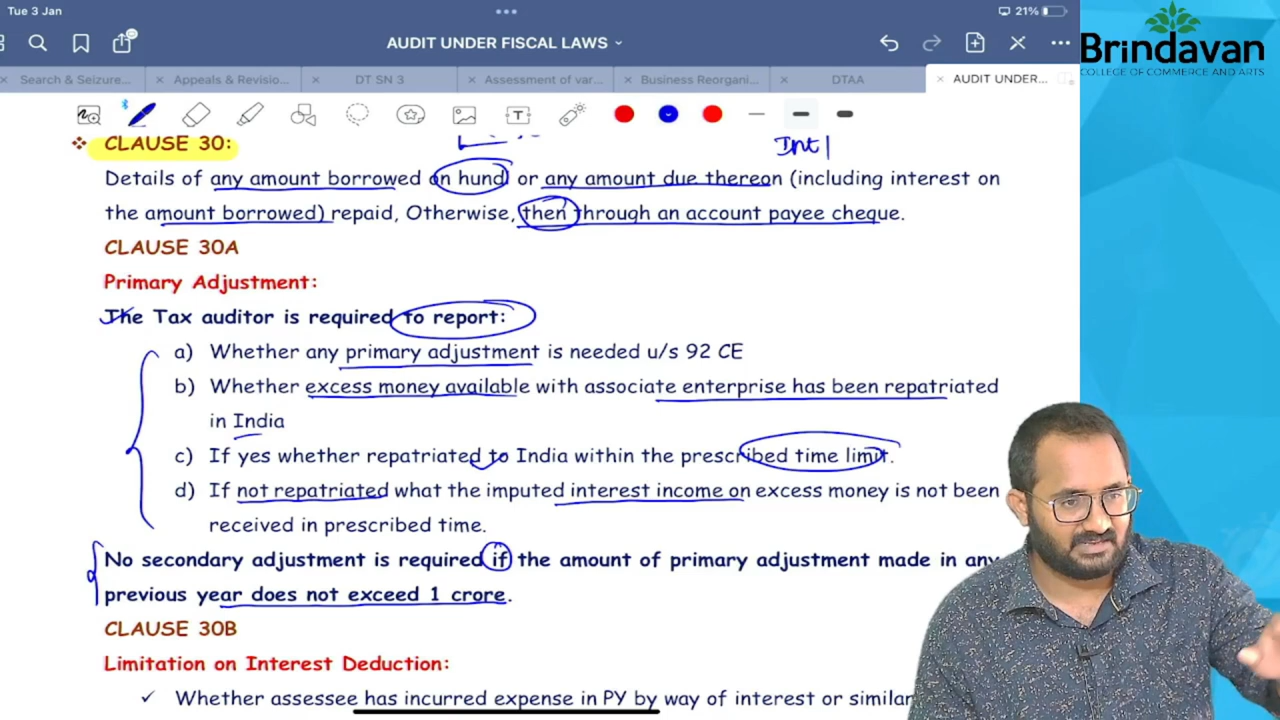 Tue 3 Jan
21%
AUDIT UNDER FISCAL LAWS
Brindavan
COLLEGE OF COMMERCE AND ARTS
Search & Seizure...
Appeals & Revisio...
DT SN 3
Assessment of var...
Business Reorgani...
DTAA
AUDIT UNDER...
CLAUSE 30:
Int
Details of any amount borrowed on hundi or any amount due thereon (including interest on
the amount borrowed) repaid, Otherwise, then through an account payee cheque.
CLAUSE 30A
Primary Adjustment:
The Tax auditor is required to report:
a) Whether any primary adjustment is needed u/s 92 CE
b) Whether excess money available with associate enterprise has been repatriated
in India
c) If yes whether repatriated to India within the prescribed time limit.
d) If not repatriated what the imputed interest income on excess money is not been
received in prescribed time.
No secondary adjustment is required if the amount of primary adjustment made in any
previous year does not exceed 1 crore.
CLAUSE 30B
Limitation on Interest Deduction:
✓ Whether assessee has incurred expense in PY by way of interest or similar